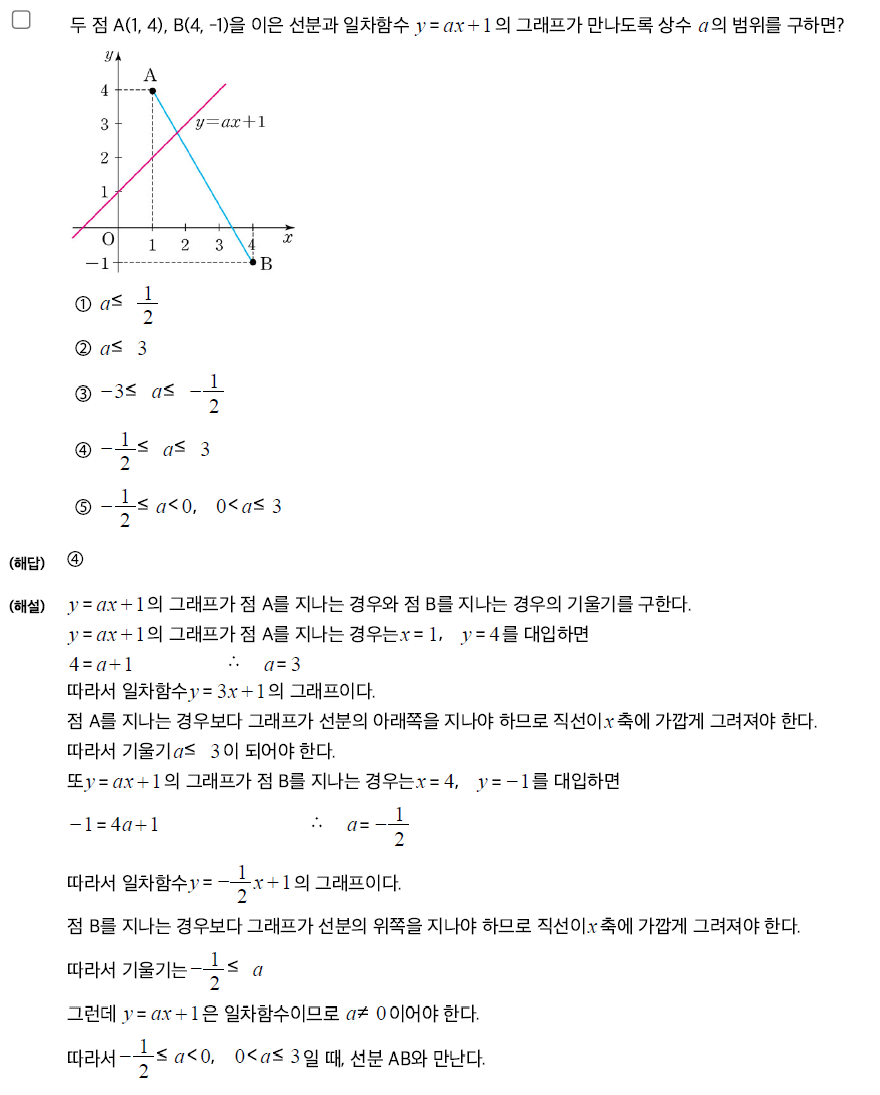 두 점 A(1, 4), B(4, -1)을 이은 선분과 일차함수 y = ax + 1의 그래프가 만나도록 상수 a의 범위를 구하면?
y
A
4
3
y=ax+1
2
1
O 1 2 3 4 x
−1 B
① a≤ 1/2
② a≤ 3
③ −3≤ a≤ −1/2
④ −1/2≤ a≤ 3
⑤ −1/2≤ a<0, 0<a≤ 3
(해답) ④
(해설) y = ax + 1의 그래프가 점 A를 지나는 경우와 점 B를 지나는 경우의 기울기를 구한다.
y = ax + 1의 그래프가 점 A를 지나는 경우는 x = 1, y = 4를 대입하면
4 = a + 1 ∴ a = 3
따라서 일차함수 y = 3x + 1의 그래프이다.
점 A를 지나는 경우보다 그래프가 선분의 아래쪽을 지나야 하므로 직선이 x축에 가깝게 그려져야 한다.
따라서 기울기 a≤ 3이 되어야 한다.
또 y = ax + 1의 그래프가 점 B를 지나는 경우는 x = 4, y = −1를 대입하면
−1 = 4a + 1 ∴ a = −1/2
따라서 일차함수 y = −1/2x + 1의 그래프이다.
점 B를 지나는 경우보다 그래프가 선분의 위쪽을 지나야 하므로 직선이 x축에 가깝게 그려져야 한다.
따라서 기울기는 −1/2≤ a
그런데 y = ax + 1은 일차함수이므로 a≠ 0이어야 한다.
따라서 −1/2≤ a<0, 0<a≤ 3일 때, 선분 AB와 만난다.